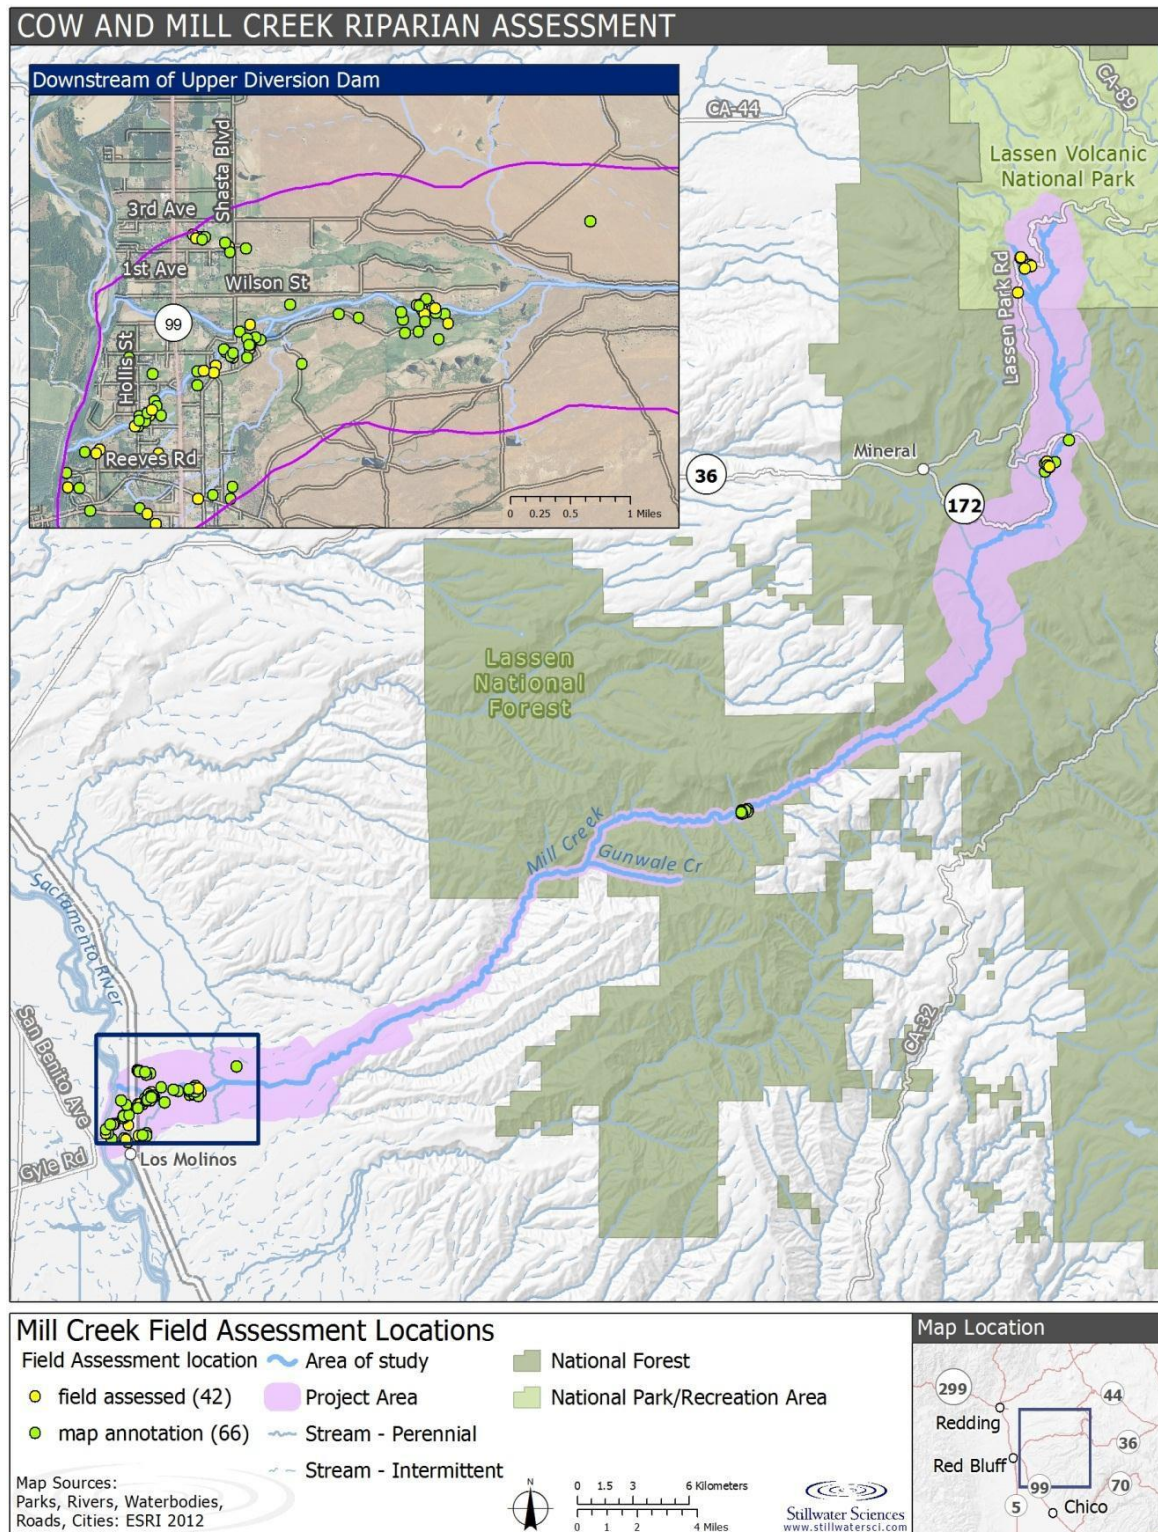 COW AND MILL CREEK RIPARIAN ASSESSMENT
Downstream of Upper Diversion Dam
3rd Ave
Shasta Blvd
1st Ave
Wilson St
99
Hollis St
Reeves Rd
0 0.25 0.5 1 Miles
CA-44
CA-89
Lassen Volcanic
National Park
Lassen Park Rd
Mineral
36
172
Lassen
National
Forest
Mill Creek
Gunwale Cr
Sacramento River
San Benito Ave
Gyle Rd
Los Molinos
CA-32
Mill Creek Field Assessment Locations
Field Assessment location
field assessed (42)
map annotation (66)
Area of study
Project Area
Stream - Perennial
Stream - Intermittent
National Forest
National Park/Recreation Area
Map Sources:
Parks, Rivers, Waterbodies,
Roads, Cities: ESRI 2012
N
0 1.5 3 6 Kilometers
0 1 2 4 Miles
Stillwater Sciences
www.stillwatersci.com
Map Location
299
44
Redding
36
Red Bluff
99
70
5
Chico